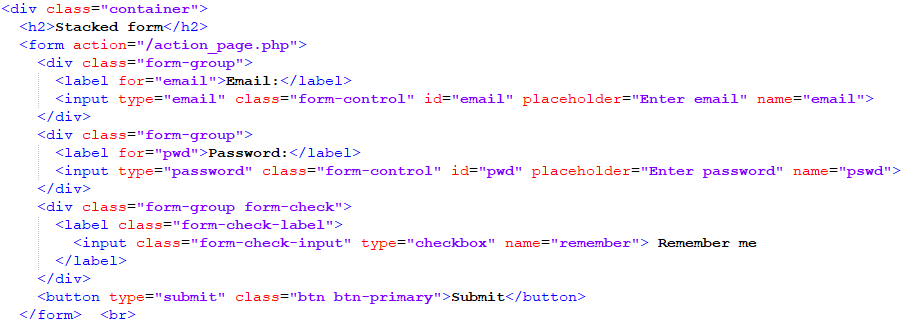 <div class="container">
<h2>Stacked form</h2>
<form action="/action_page.php">
<div class="form-group">
<label for="email">Email:</label>
<input type="email" class="form-control" id="email" placeholder="Enter email" name="email">
</div>
<div class="form-group">
<label for="pwd">Password:</label>
<input type="password" class="form-control" id="pwd" placeholder="Enter password" name="pswd">
</div>
<div class="form-group form-check">
<label class="form-check-label">
<input class="form-check-input" type="checkbox" name="remember"> Remember me
</label>
</div>
<button type="submit" class="btn btn-primary">Submit</button>
</form>  <br>